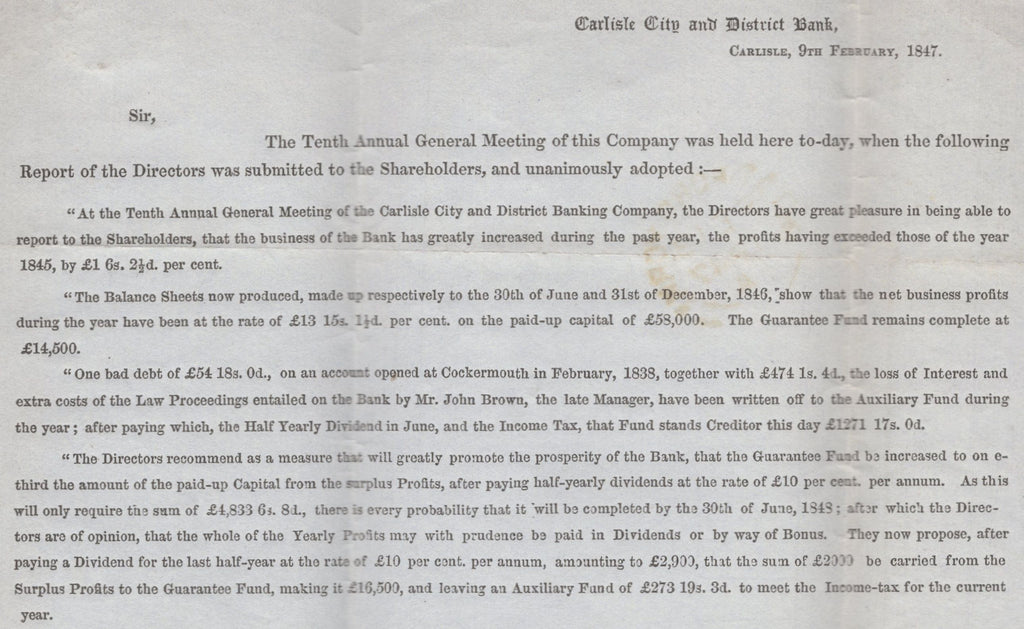 Carlisle City and District Bank,
CARLISLE, 9TH FEBRUARY, 1847.
Sir,
The Tenth Annual General Meeting of this Company was held here to-day, when the following
Report of the Directors was submitted to the Shareholders, and unanimously adopted :—
"At the Tenth Annual General Meeting of the Carlisle City and District Banking Company, the Directors have great pleasure in being able to
report to the Shareholders, that the business of the Bank has greatly increased during the past year, the profits having exceeded those of the year
1845, by £1 6s. 2½d. per cent.
"The Balance Sheets now produced, made up respectively to the 30th of June and 31st of December, 1846, show that the net business profits
during the year have been at the rate of £13 15s. 1½d. per cent. on the paid-up capital of £58,000. The Guarantee Fund remains complete at
£14,500.
"One bad debt of £54 18s. 0d., on an account opened at Cockermouth in February, 1838, together with £474 1s. 4d., the loss of Interest and
extra costs of the Law Proceedings entailed on the Bank by Mr. John Brown, the late Manager, have been written off to the Auxiliary Fund during
the year ; after paying which, the Half Yearly Dividend in June, and the Income Tax, that Fund stands Creditor this day £1271 17s. 0d.
"The Directors recommend as a measure that will greatly promote the prosperity of the Bank, that the Guarantee Fund be increased to on e-
third the amount of the paid-up Capital from the surplus Profits, after paying half-yearly dividends at the rate of £10 per cent. per annum. As this
will only require the sum of £4,833 6s. 8d., there is every probability that it will be completed by the 30th of June, 1848 ; after which the Direc-
tors are of opinion, that the whole of the Yearly Profits may with prudence be paid in Dividends or by way of Bonus. They now propose, after
paying a Dividend for the last half-year at the rate of £10 per cent. per annum, amounting to £2,900, that the sum of £2000 be carried from the
Surplus Profits to the Guarantee Fund, making it £16,500, and leaving an Auxiliary Fund of £273 19s. 3d. to meet the Income-tax for the current
year.